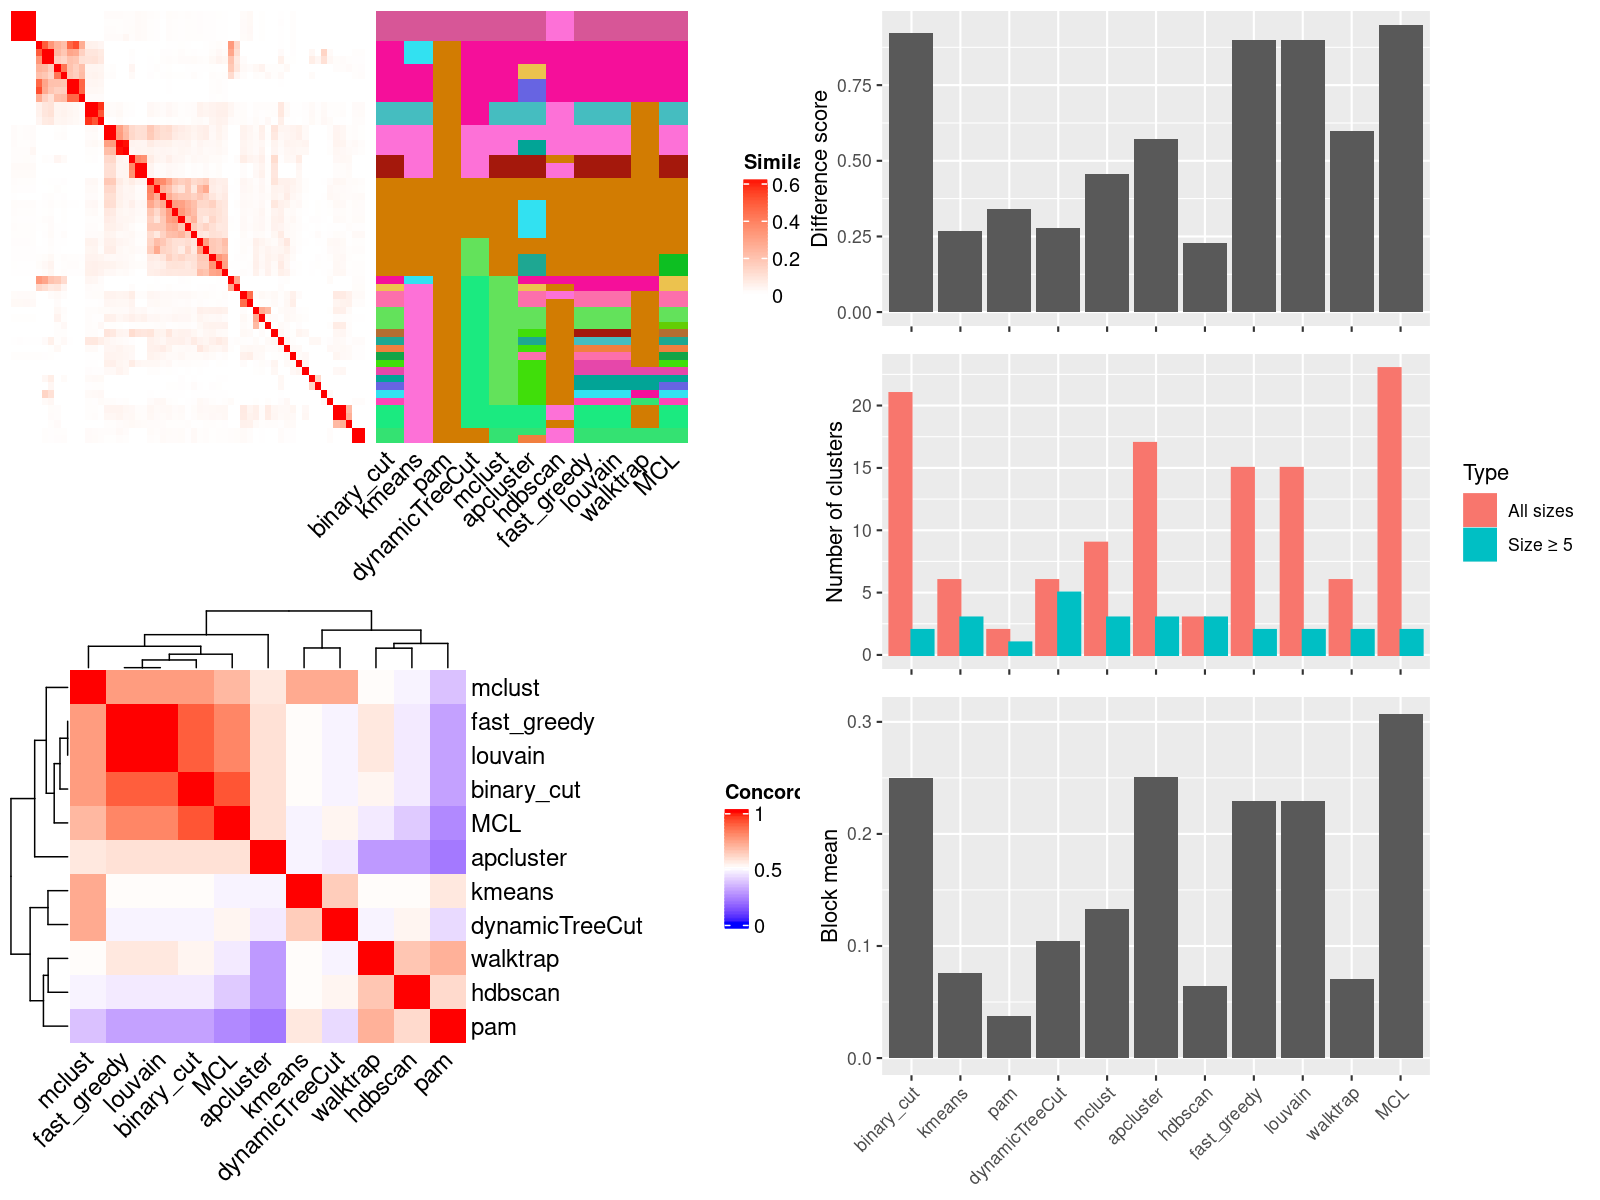 Simila
0.6
0.4
0.2
0
binary_cut
kmeans
pam
dynamicTreeCut
mclust
apcluster
hdbscan
fast_greedy
louvain
walktrap
MCL
mclust
fast_greedy
louvain
binary_cut
MCL
apcluster
kmeans
dynamicTreeCut
walktrap
hdbscan
pam
mclust
fast_greedy
louvain
binary_cut
MCL
apcluster
kmeans
dynamicTreeCut
walktrap
hdbscan
pam
Concord
1
0.5
0
Difference score
0.75
0.50
0.25
0.00
Number of clusters
20
15
10
5
0
Type
All sizes
Size ≥ 5
Block mean
0.3
0.2
0.1
0.0
binary_cut
kmeans
pam
dynamicTreeCut
mclust
apcluster
hdbscan
fast_greedy
louvain
walktrap
MCL